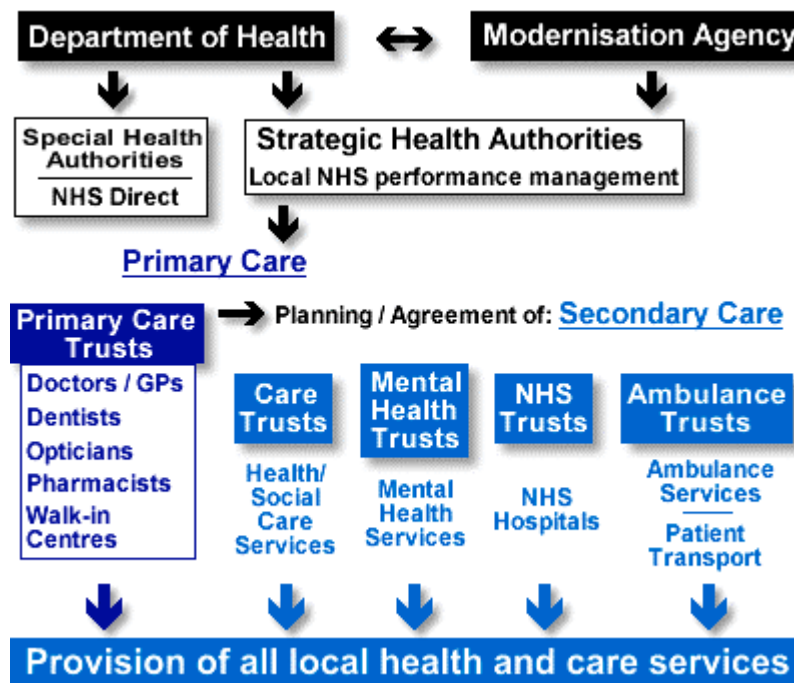 Department of Health
Modernisation Agency
Special Health
Authorities
NHS Direct
Strategic Health Authorities
Local NHS performance management
Primary Care
Primary Care
Trusts
Planning / Agreement of: Secondary Care
Doctors / GPs
Dentists
Opticians
Pharmacists
Walk-in
Centres
Care
Trusts
Health/
Social
Care
Services
Mental
Health
Trusts
Mental
Health
Services
NHS
Trusts
NHS
Hospitals
Ambulance
Trusts
Ambulance
Services
Patient
Transport
Provision of all local health and care services